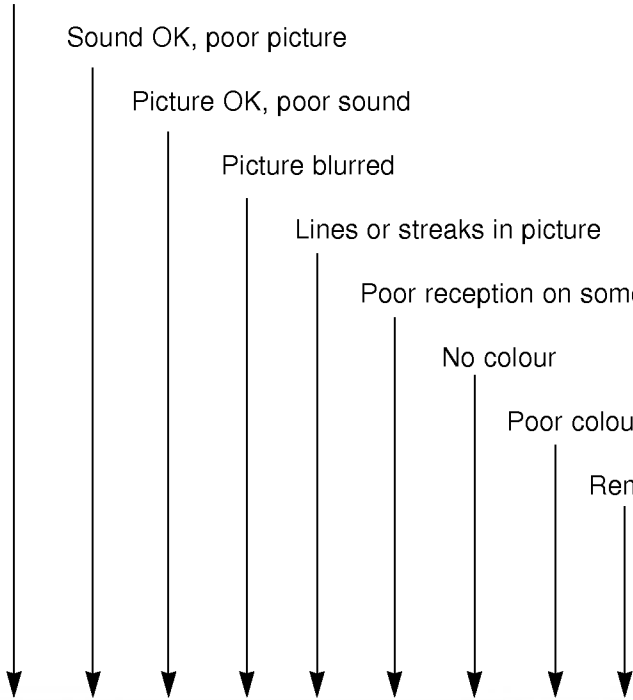 Sound OK, poor picture
Picture OK, poor sound
Picture blurred
Lines or streaks in picture
Poor reception on some
No colour
Poor colou
Rem